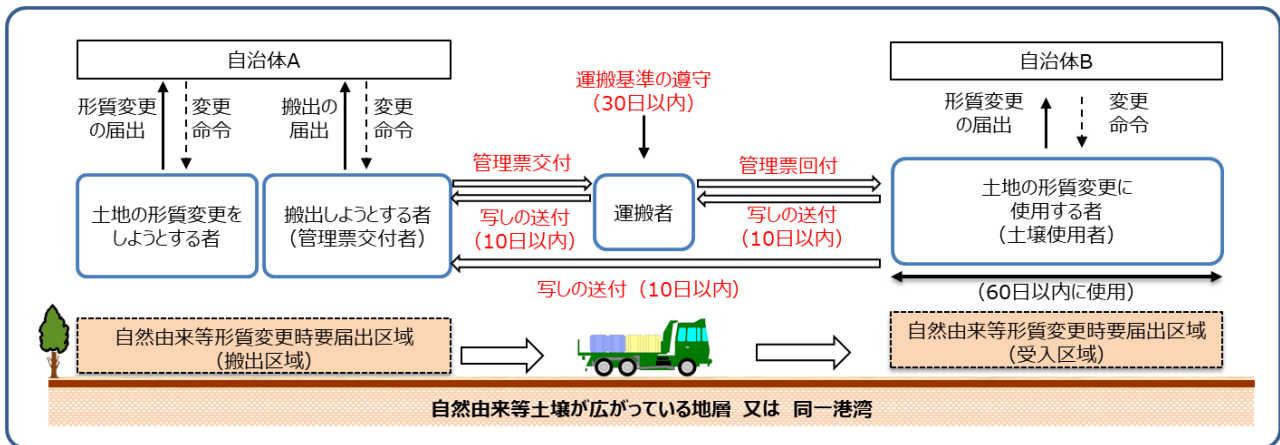 自治体A
形質変更
の届出
変更
命令
搬出の
届出
変更
命令
運搬基準の遵守
(30日以内)
自治体B
形質変更
の届出
変更
命令
土地の形質変更を
しようとする者
搬出しようとする者
(管理票交付者)
管理票交付
写しの送付
(10日以内)
運搬者
管理票回付
写しの送付
(10日以内)
土地の形質変更に
使用する者
(土壌使用者)
写しの送付(10日以内)
(60日以内に使用)
自然由来等形質変更時要届出区域
(搬出区域)
自然由来等形質変更時要届出区域
(受入区域)
自然由来等土壌が広がっている地層 又は 同一港湾